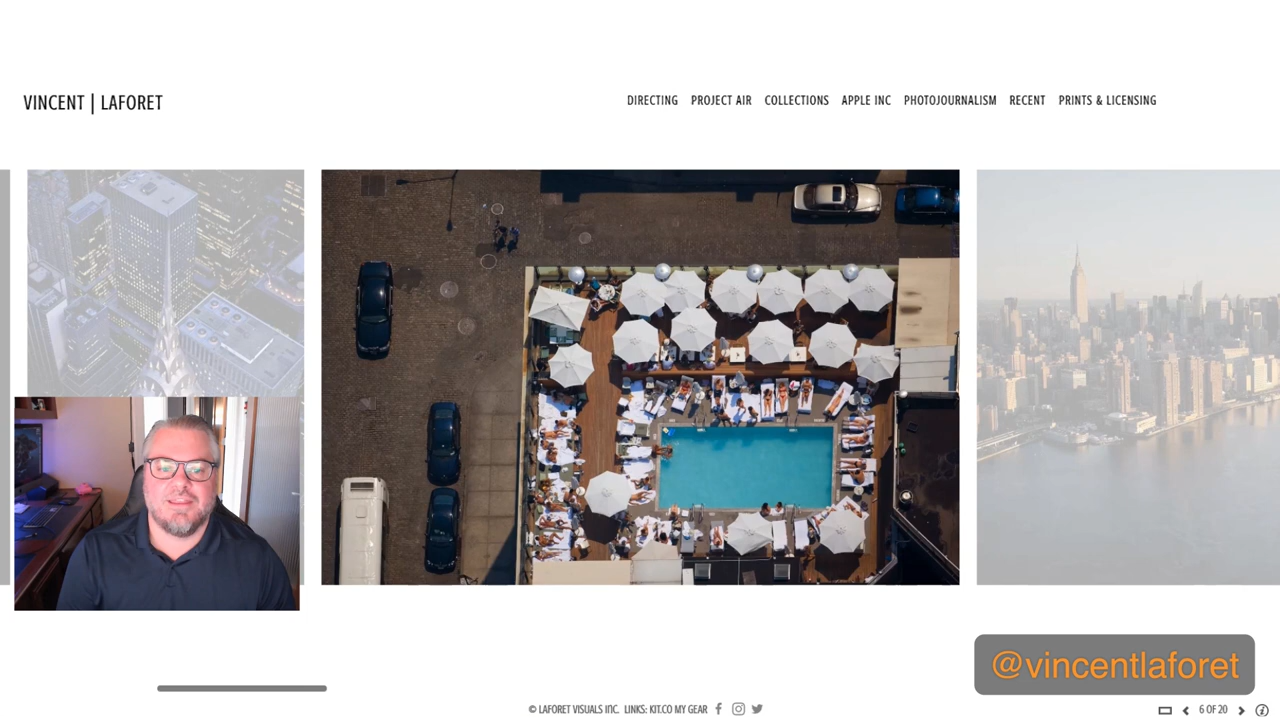 VINCENT | LAFORET
DIRECTING PROJECT AIR COLLECTIONS APPLE INC PHOTOJOURNALISM RECENT PRINTS & LICENSING
@vincentlaforet
© LAFORET VISUALS INC. LINKS: KIT.CO MY GEAR
6 OF 20